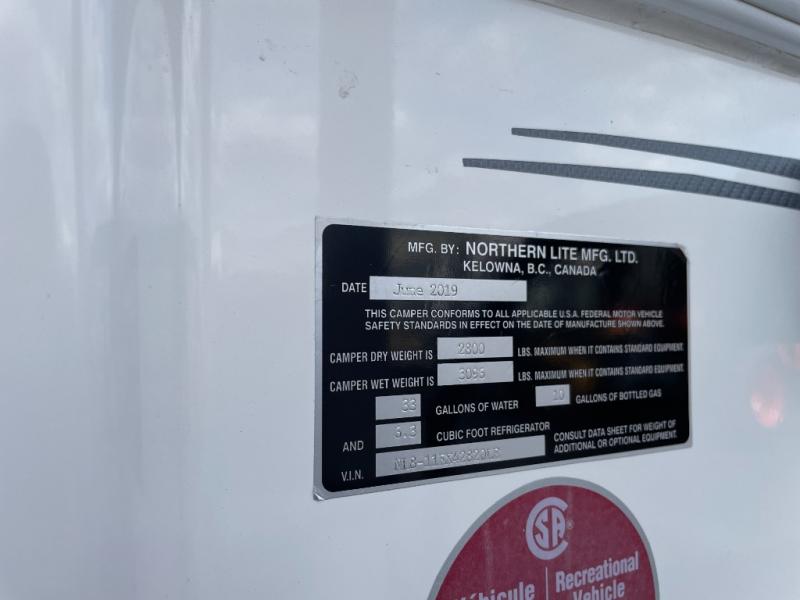 MFG. BY: NORTHERN LITE MFG. LTD.
KELOWNA, B.C., CANADA
DATE June 2019
THIS CAMPER CONFORMS TO ALL APPLICABLE U.S.A. FEDERAL MOTOR VEHICLE
SAFETY STANDARDS IN EFFECT ON THE DATE OF MANUFACTURE SHOWN ABOVE.
CAMPER DRY WEIGHT IS 2800 LBS. MAXIMUM WHEN IT CONTAINS STANDARD EQUIPMENT.
CAMPER WET WEIGHT IS LBS. MAXIMUM WHEN IT CONTAINS STANDARD EQUIPMENT.
33 GALLONS OF WATER 10 GALLONS OF BOTTLED GAS
AND CUBIC FOOT REFRIGERATOR
CONSULT DATA SHEET FOR WEIGHT OF
ADDITIONAL OR OPTIONAL EQUIPMENT.
V.I.N.
SA
Véhicule
Recreational
Vehicle